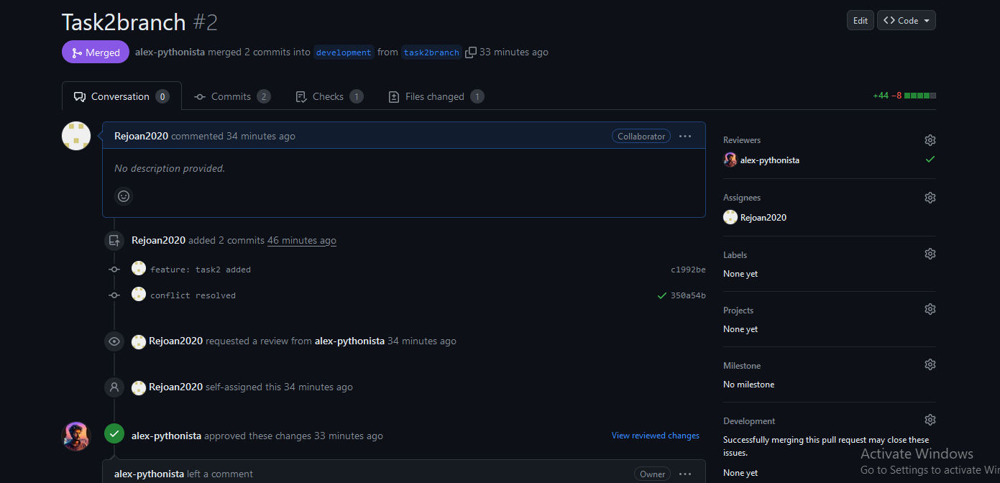 Task2branch #2
Edit
<> Code
Merged
alex-pythonista merged 2 commits into development from task2branch 33 minutes ago
Conversation 0
Commits 2
Checks 1
Files changed 1
+44 −8
Rejoan2020 commented 34 minutes ago
Collaborator
No description provided.
Rejoan2020 added 2 commits 46 minutes ago
feature: task2 added
c1992be
conflict resolved
350a54b
Rejoan2020 requested a review from alex-pythonista 34 minutes ago
Rejoan2020 self-assigned this 34 minutes ago
alex-pythonista approved these changes 33 minutes ago
View reviewed changes
alex-pythonista left a comment
Owner
Reviewers
alex-pythonista
Assignees
Rejoan2020
Labels
None yet
Projects
None yet
Milestone
No milestone
Development
Successfully merging this pull request may close these
issues.
None yet
Activate Windows
Go to Settings to activate Wi